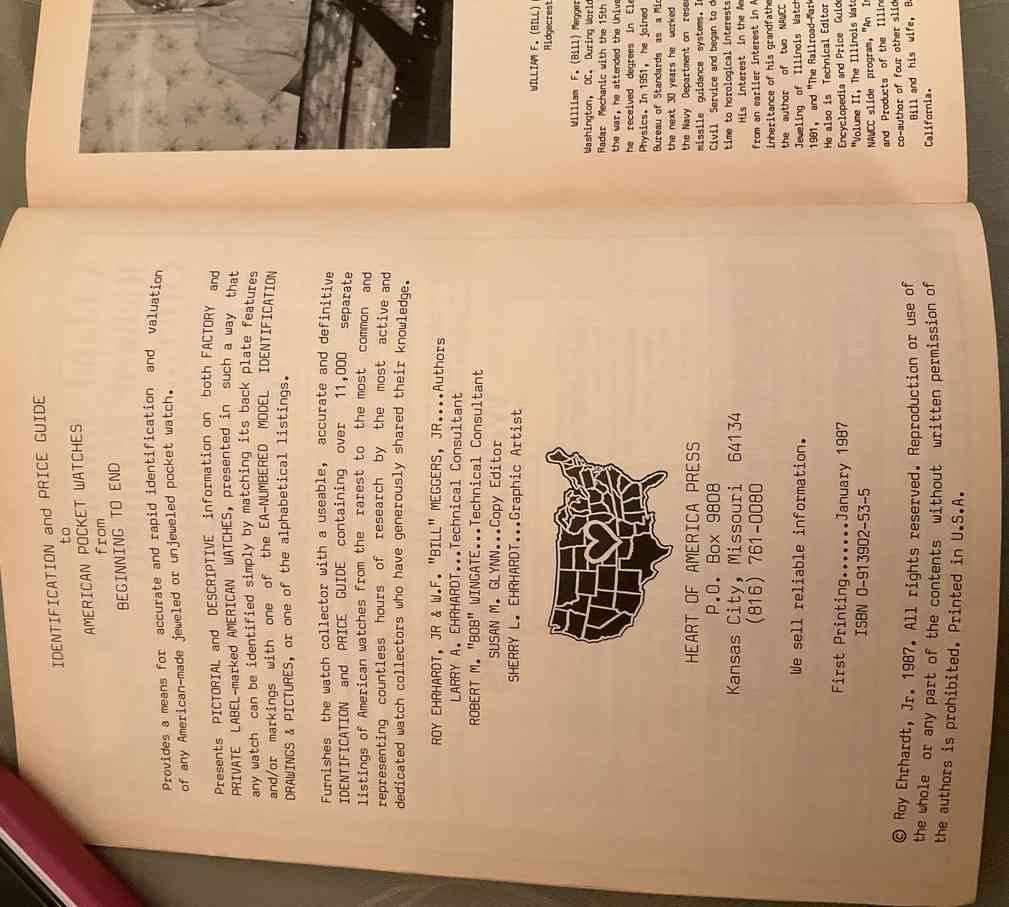 IDENTIFICATION and PRICE GUIDE
to
AMERICAN POCKET WATCHES
from
BEGINNING TO END
Provides a means for accurate and rapid identification and valuation
of any American-made jeweled or unjeweled pocket watch.
Presents PICTORIAL and DESCRIPTIVE information on both FACTORY and
PRIVATE LABEL-marked AMERICAN WATCHES, presented in such a way that
any watch can be identified simply by matching its back plate features
and/or markings with one of the EA-NUMBERED MODEL IDENTIFICATION
DRAWINGS & PICTURES, or one of the alphabetical listings.
Furnishes the watch collector with a useable, accurate and definitive
IDENTIFICATION and PRICE GUIDE containing over 11,000 separate
listings of American watches from the rarest to the most common and
representing countless hours of research by the most active and
dedicated watch collectors who have generously shared their knowledge.
ROY EHRHARDT, JR & W.F. "BILL" MEGGERS, JR....Authors
LARRY A. EHRHARDT...Technical Consultant
ROBERT M. "BOB" WINGATE...Technical Consultant
SUSAN M. GLYNN...Copy Editor
SHERRY L. EHRHARDT...Graphic Artist
HEART OF AMERICA PRESS
P.O. Box 9808
Kansas City, Missouri 64134
(816) 761-0080
We sell reliable information.
First Printing.......January 1987
ISBN 0-913902-53-5
© Roy Ehrhardt, Jr. 1987. All rights reserved. Reproduction or use of
the whole or any part of the contents without written permission of
the authors is prohibited. Printed in U.S.A.
WILLIAM F. (BILL)
Ridgecrest
William F. (Bill) Megger
Washington, DC. During World
Radar Mechanic with the 15th
the war, he attended the Unive
he received degrees in Ele
Physics. In 1951, he joined
Bureau of Standards as a Mic
the next 30 years he worked
the Navy Department on resea
missile guidance systems. In
Civil Service and began to de
time to horological interests
His interest in the Ame
from an earlier interest in A
inheritance of his grandfathe
the author of two NAWCC
Jeweling of Illinois Watch
1981, and "The Railroad-Mark
He also is Technical Editor
Encyclopedia and Price Guide
"Volume II, The Illinois Watc
NAWCC slide program, "An In
and Products of the Illino
co-author of four other slide
Bill and his wife, Ba
California.